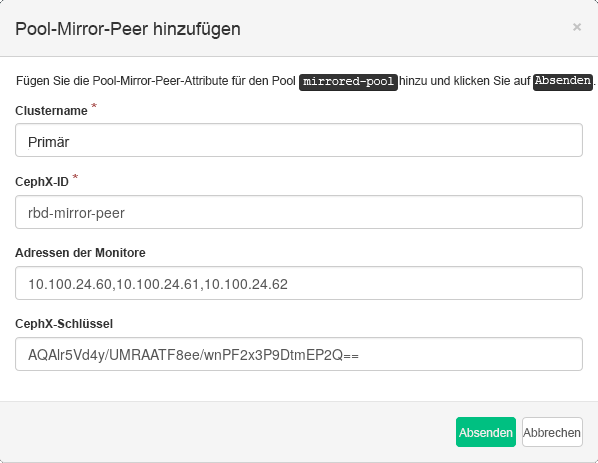 Pool-Mirror-Peer hinzufügen ×
Fügen Sie die Pool-Mirror-Peer-Attribute für den Pool mirrored-pool hinzu und klicken Sie auf Absenden.
Clustername *
Primär
CephX-ID *
rbd-mirror-peer
Adressen der Monitore
10.100.24.60,10.100.24.61,10.100.24.62
CephX-Schlüssel
AQAlr5Vd4y/UMRAATF8ee/wnPF2x3P9DtmEP2Q==
Absenden Abbrechen